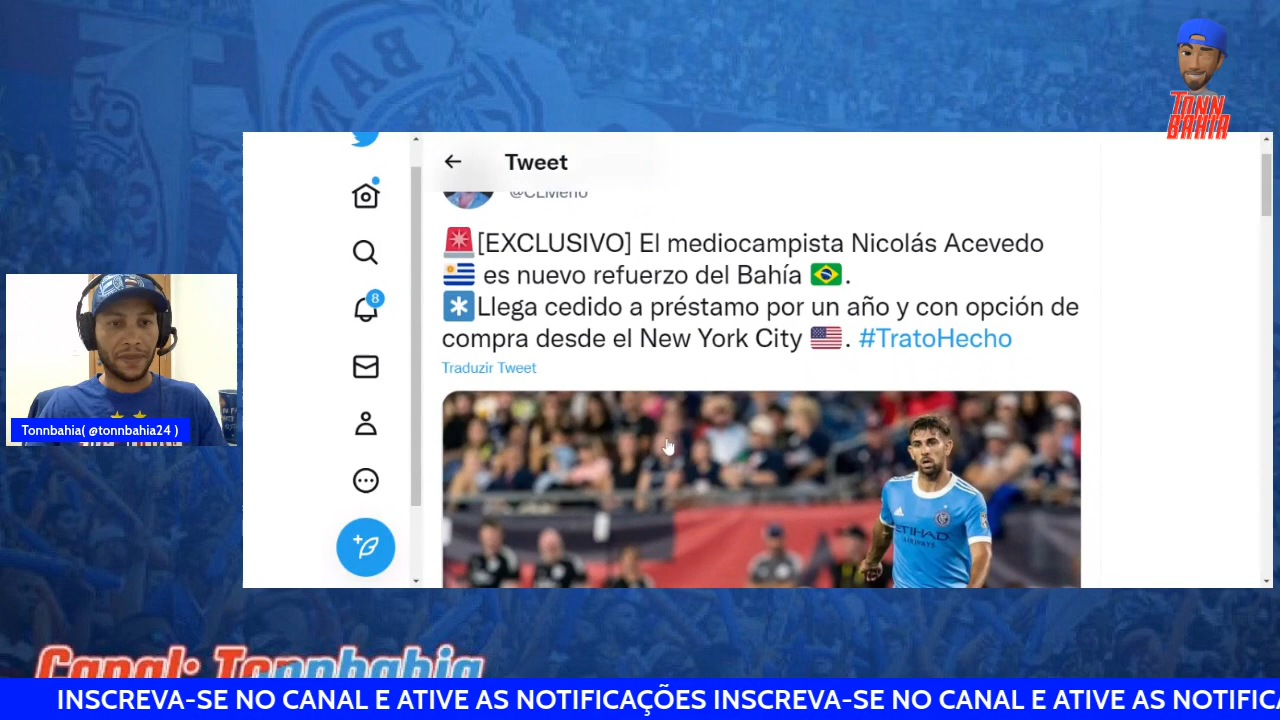 TONN
BAHIA
Tweet
[EXCLUSIVO] El mediocampista Nicolás Acevedo
es nuevo refuerzo del Bahía .
Llega cedido a préstamo por un año y con opción de
compra desde el New York City . #TratoHecho
Traduzir Tweet
8
ETIHAD
AIRWAYS
Tonnbahia( @tonnbahia24 )
Canal: Tonnbahia
INSCREVA-SE NO CANAL E ATIVE AS NOTIFICAÇÕES INSCREVA-SE NO CANAL E ATIVE AS NOTIFICA